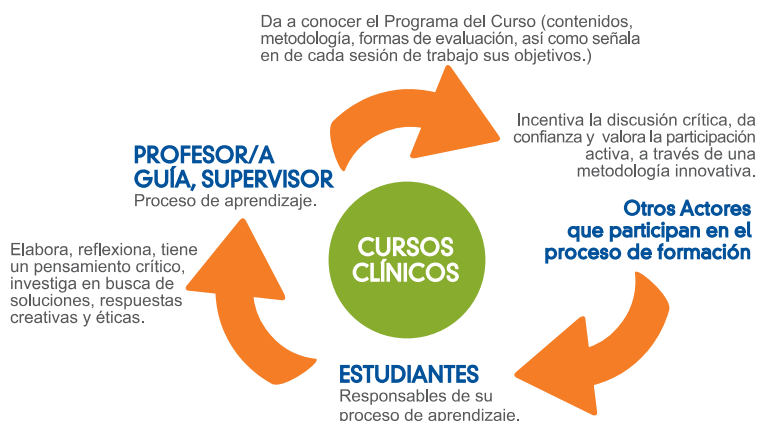 Da a conocer el Programa del Curso (contenidos,
metodología, formas de evaluación, así como señala
en de cada sesión de trabajo sus objetivos.)
Incentiva la discusión crítica, da
confianza y valora la participación
activa, a través de una
metodología innovativa.
PROFESOR/A
GUÍA, SUPERVISOR
Proceso de aprendizaje.
Otros Actores
que participan en el
proceso de formación
CURSOS
CLÍNICOS
Elabora, reflexiona, tiene
un pensamiento crítico,
investiga en busca de
soluciones, respuestas
creativas y éticas.
ESTUDIANTES
Responsables de su
proceso de aprendizaje.